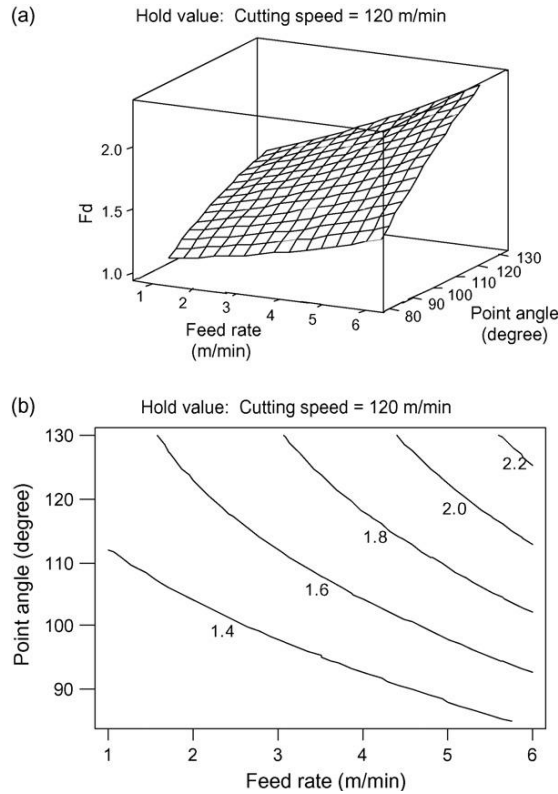 (a)
Hold value: Cutting speed = 120 m/min
2.0
1.5
1.0
Fd
1 2 3 4 5 6
Feed rate
(m/min)
80 90 100 110 120 130
Point angle
(degree)
(b)
Hold value: Cutting speed = 120 m/min
130
120
110
100
90
Point angle (degree)
2.2
2.0
1.8
1.6
1.4
1 2 3 4 5 6
Feed rate (m/min)